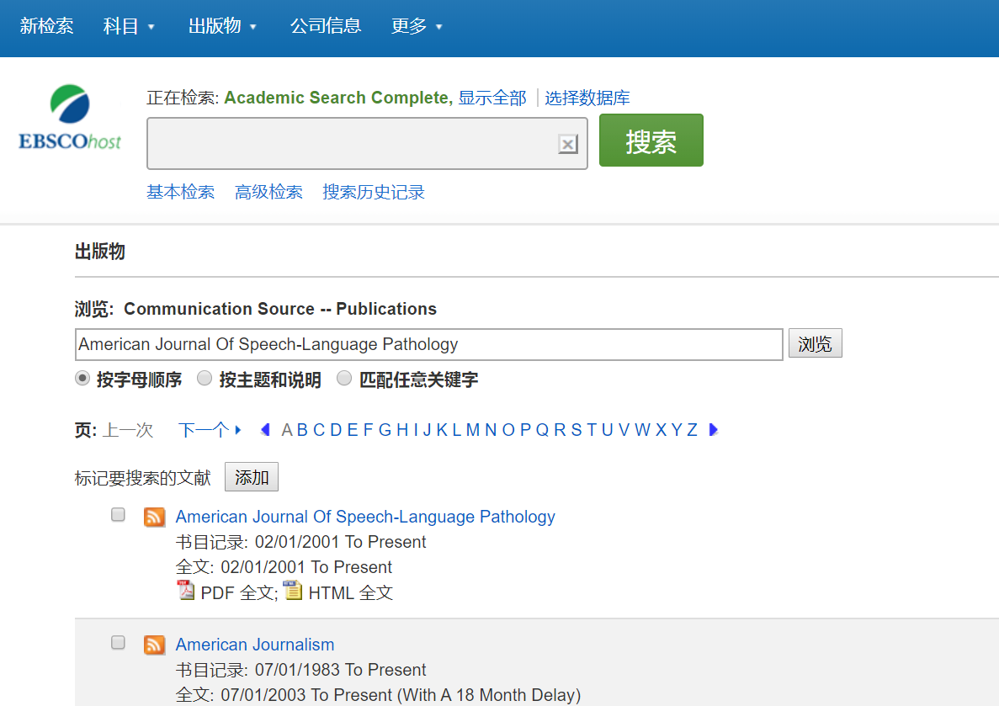 新检索 科目 出版物 公司信息 更多
正在检索: Academic Search Complete, 显示全部 选择数据库
EBSCOhost
搜索
基本检索 高级检索 搜索历史记录
出版物
浏览: Communication Source -- Publications
American Journal Of Speech-Language Pathology 浏览
按字母顺序 按主题和说明 匹配任意关键字
页: 上一次 下一个 A B C D E F G H I J K L M N O P Q R S T U V W X Y Z
标记要搜索的文献 添加
American Journal Of Speech-Language Pathology
书目记录: 02/01/2001 To Present
全文: 02/01/2001 To Present
PDF 全文; HTML 全文
American Journalism
书目记录: 07/01/1983 To Present
全文: 07/01/2003 To Present (With A 18 Month Delay)